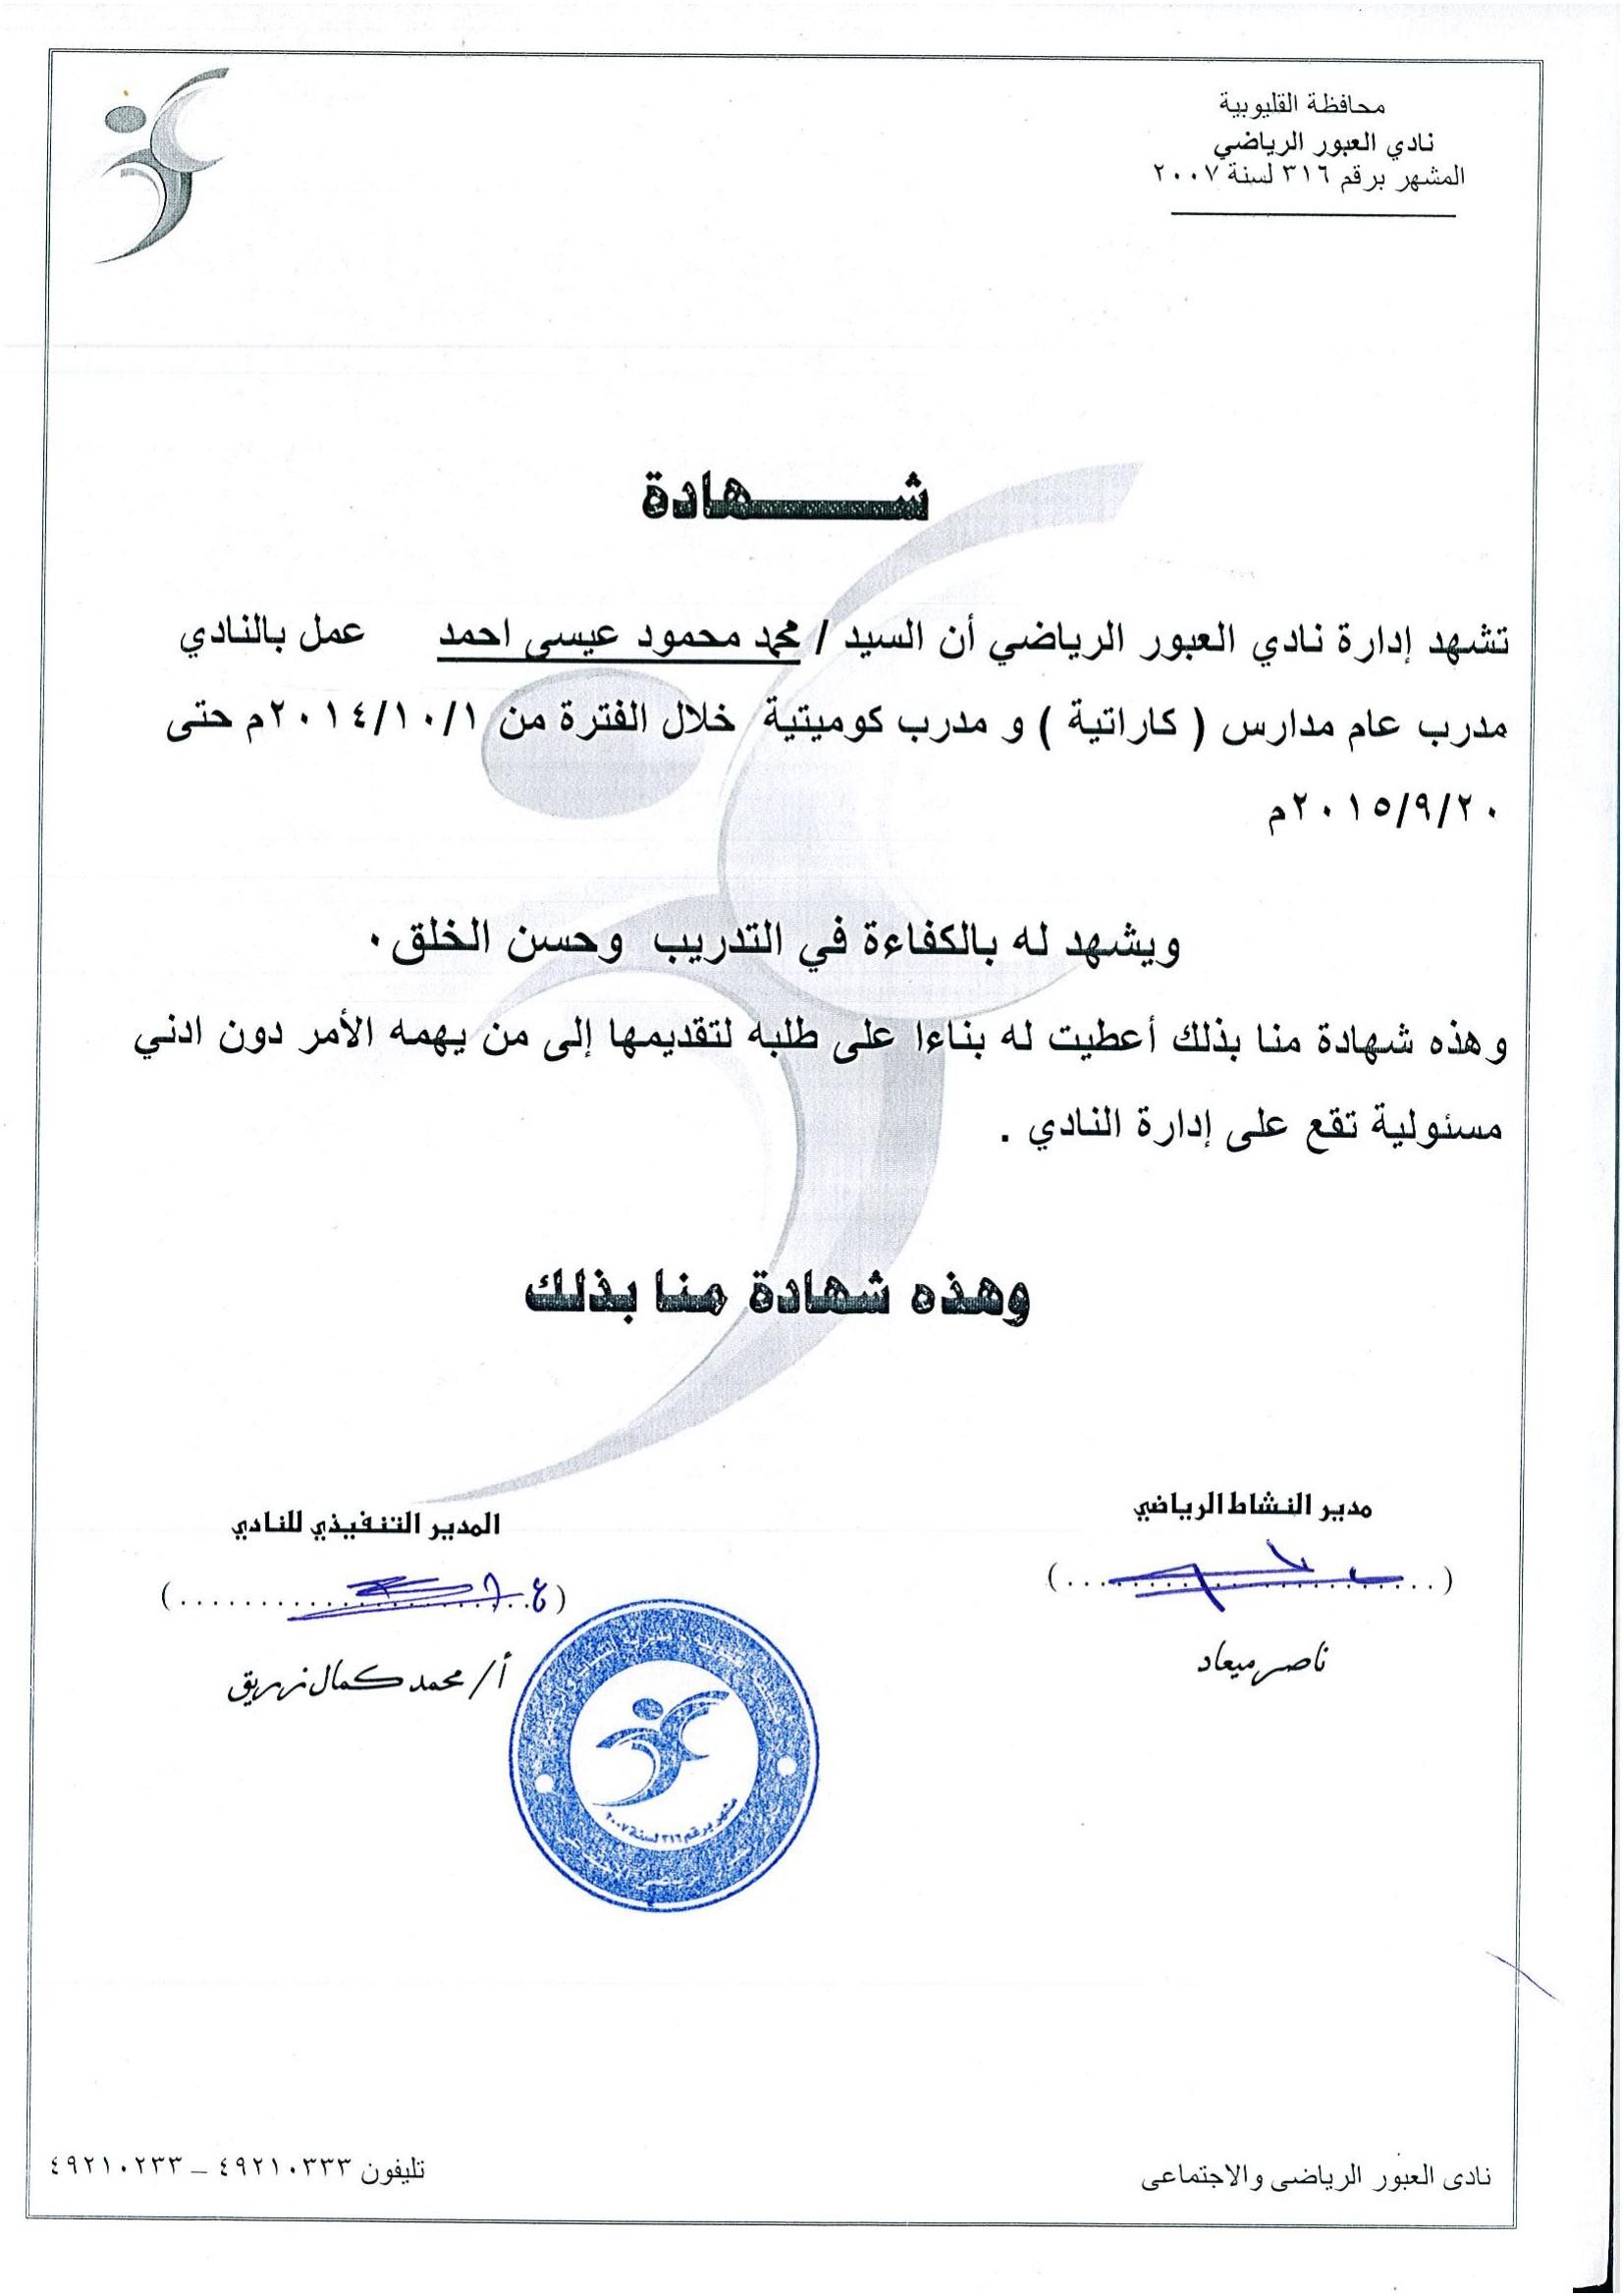 محافظة القليوبية
نادي العبور الرياضي
المشهر برقم ٣١٦ لسنة ٢٠٠٧
شـــــهادة
تشهد إدارة نادي العبور الرياضي أن السيد / محمد محمود عيسى احمد عمل بالنادي
مدرب عام مدارس ( كاراتية ) و مدرب كوميتية خلال الفترة من ٢٠١٤/١٠/١م حتى
٢٠١٥/٩/٢٠م
ويشهد له بالكفاءة في التدريب وحسن الخلق٠
وهذه شهادة منا بذلك أعطيت له بناءا على طلبه لتقديمها إلى من يهمه الأمر دون ادني
مسئولية تقع على إدارة النادي .
وهذه شهادة منا بذلك
مدير النشاط الرياضي
المدير التنفيذي للنادي
ناصر ميعاد
أ/ محمد كمال زريق
مشهر برقم ٣١٦ لسنة ٢٠٠٧
نادى العبور الرياضى والاجتماعى
تليفون ٤٩٢١٠٣٣٣ – ٤٩٢١٠٢٣٣